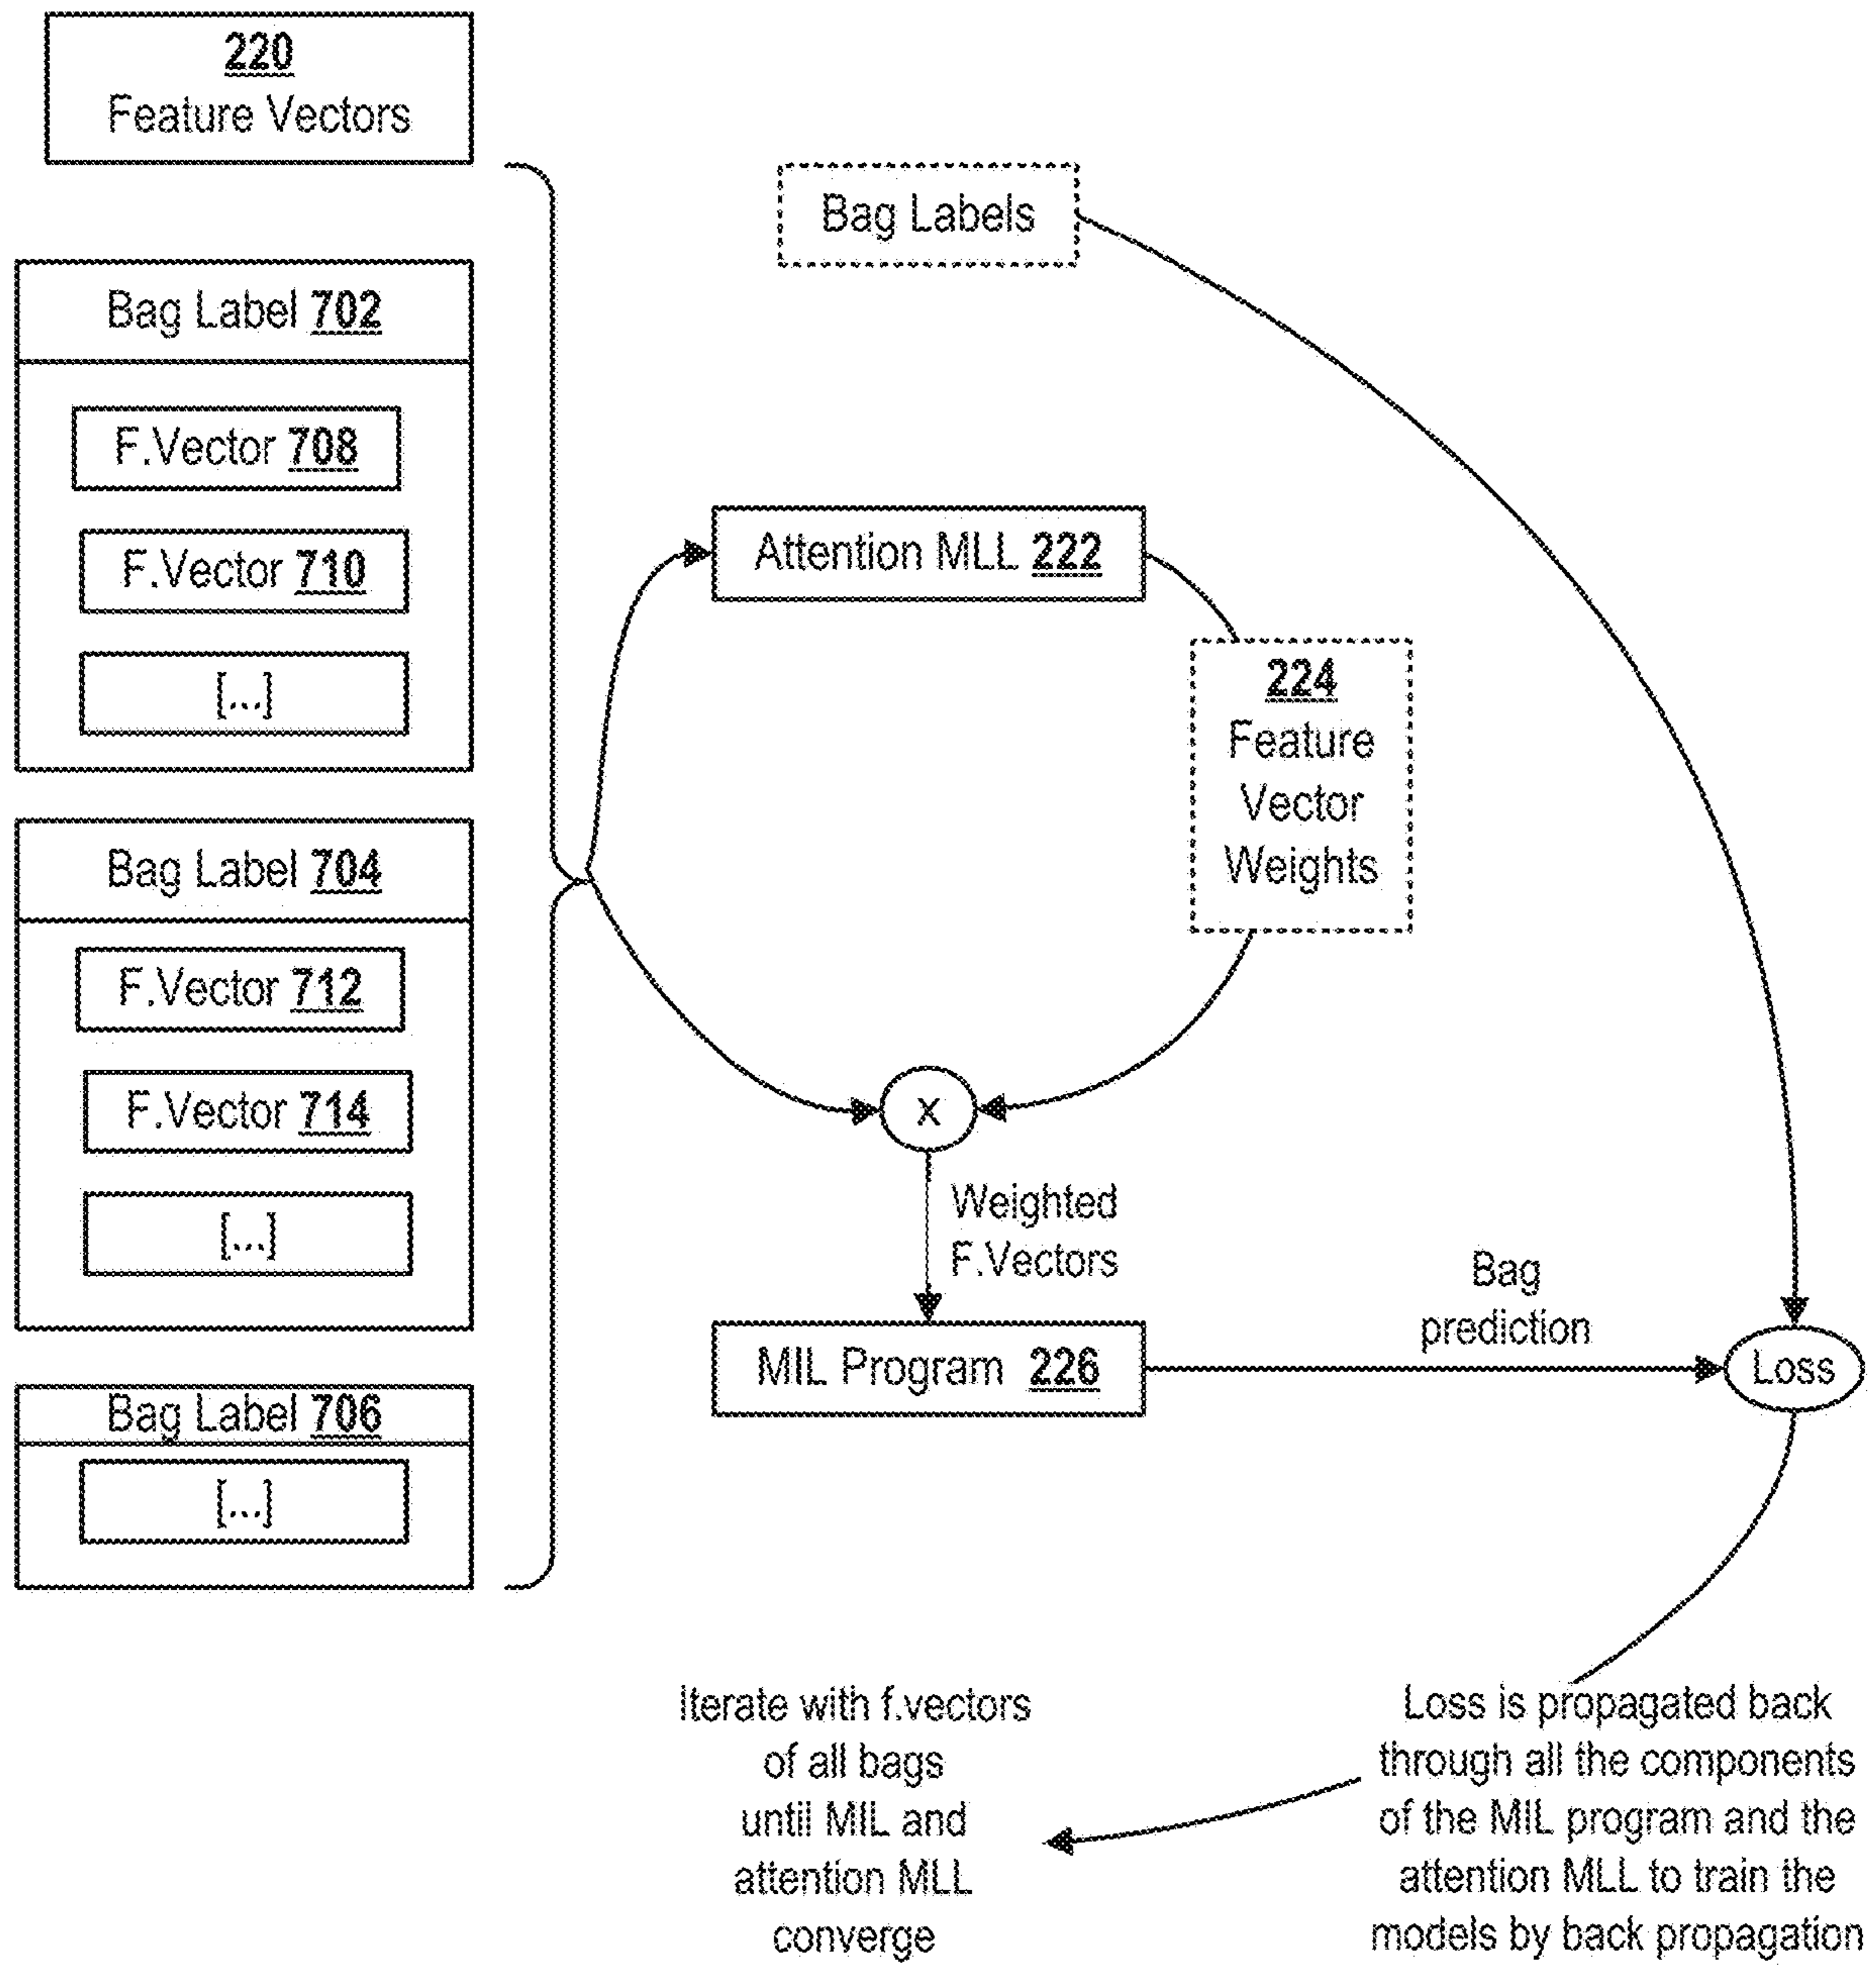 220
Feature Vectors
Bag Label 702
F.Vector 708
F.Vector 710
[...]
Bag Label 704
F.Vector 712
F.Vector 714
[...]
Bag Label 706
[...]
Bag Labels
Attention MLL 222
224
Feature
Vector
Weights
X
Weighted
F.Vectors
MIL Program 226
Bag
prediction
Loss
Iterate with f.vectors
of all bags
until MIL and
attention MLL
converge
Loss is propagated back
through all the components
of the MIL program and the
attention MLL to train the
models by back propagation